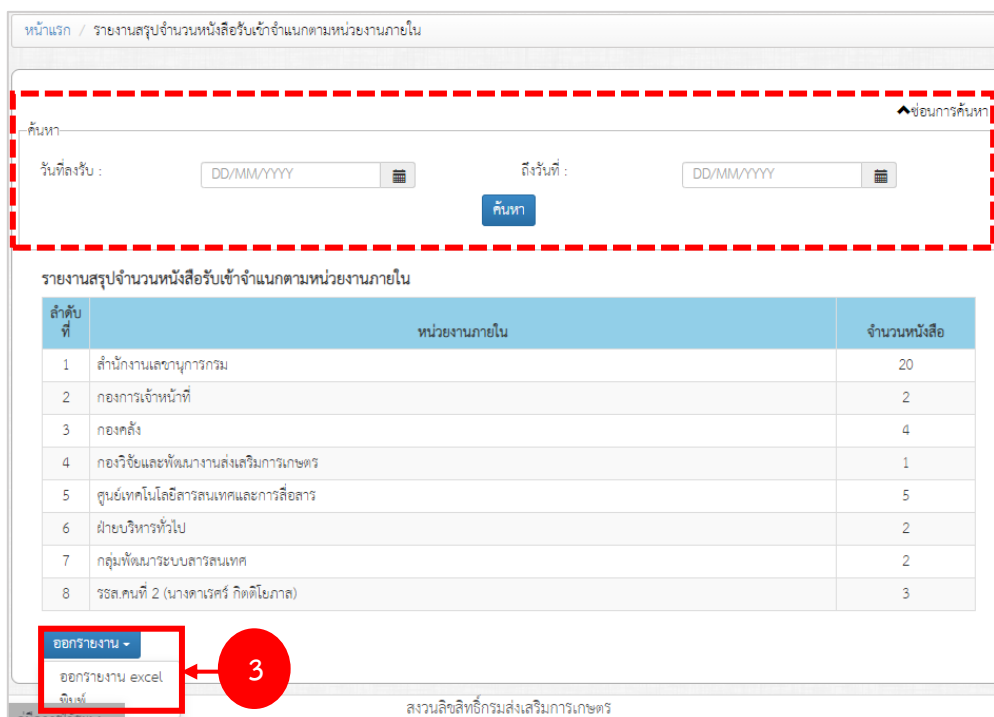 หน้าแรก / รายงานสรุปจำนวนหนังสือรับเข้าจำแนกตามหน่วยงานภายใน
ซ่อนการค้นหา
ค้นหา
วันที่ลงรับ : DD/MM/YYYY ถึงวันที่ : DD/MM/YYYY
ค้นหา
รายงานสรุปจำนวนหนังสือรับเข้าจำแนกตามหน่วยงานภายใน
ลำดับที่ หน่วยงานภายใน จำนวนหนังสือ
1 สำนักงานเลขานุการกรม 20
2 กองการเจ้าหน้าที่ 2
3 กองคลัง 4
4 กองวิจัยและพัฒนางานส่งเสริมการเกษตร 1
5 ศูนย์เทคโนโลยีสารสนเทศและการสื่อสาร 5
6 ฝ่ายบริหารทั่วไป 2
7 กลุ่มพัฒนาระบบสารสนเทศ 2
8 รธส.คนที่ 2 (นางดาเรศร์ กิตติโยภาส) 3
ออกรายงาน
ออกรายงาน excel
3
พิมพ์
สงวนลิขสิทธิ์กรมส่งเสริมการเกษตร